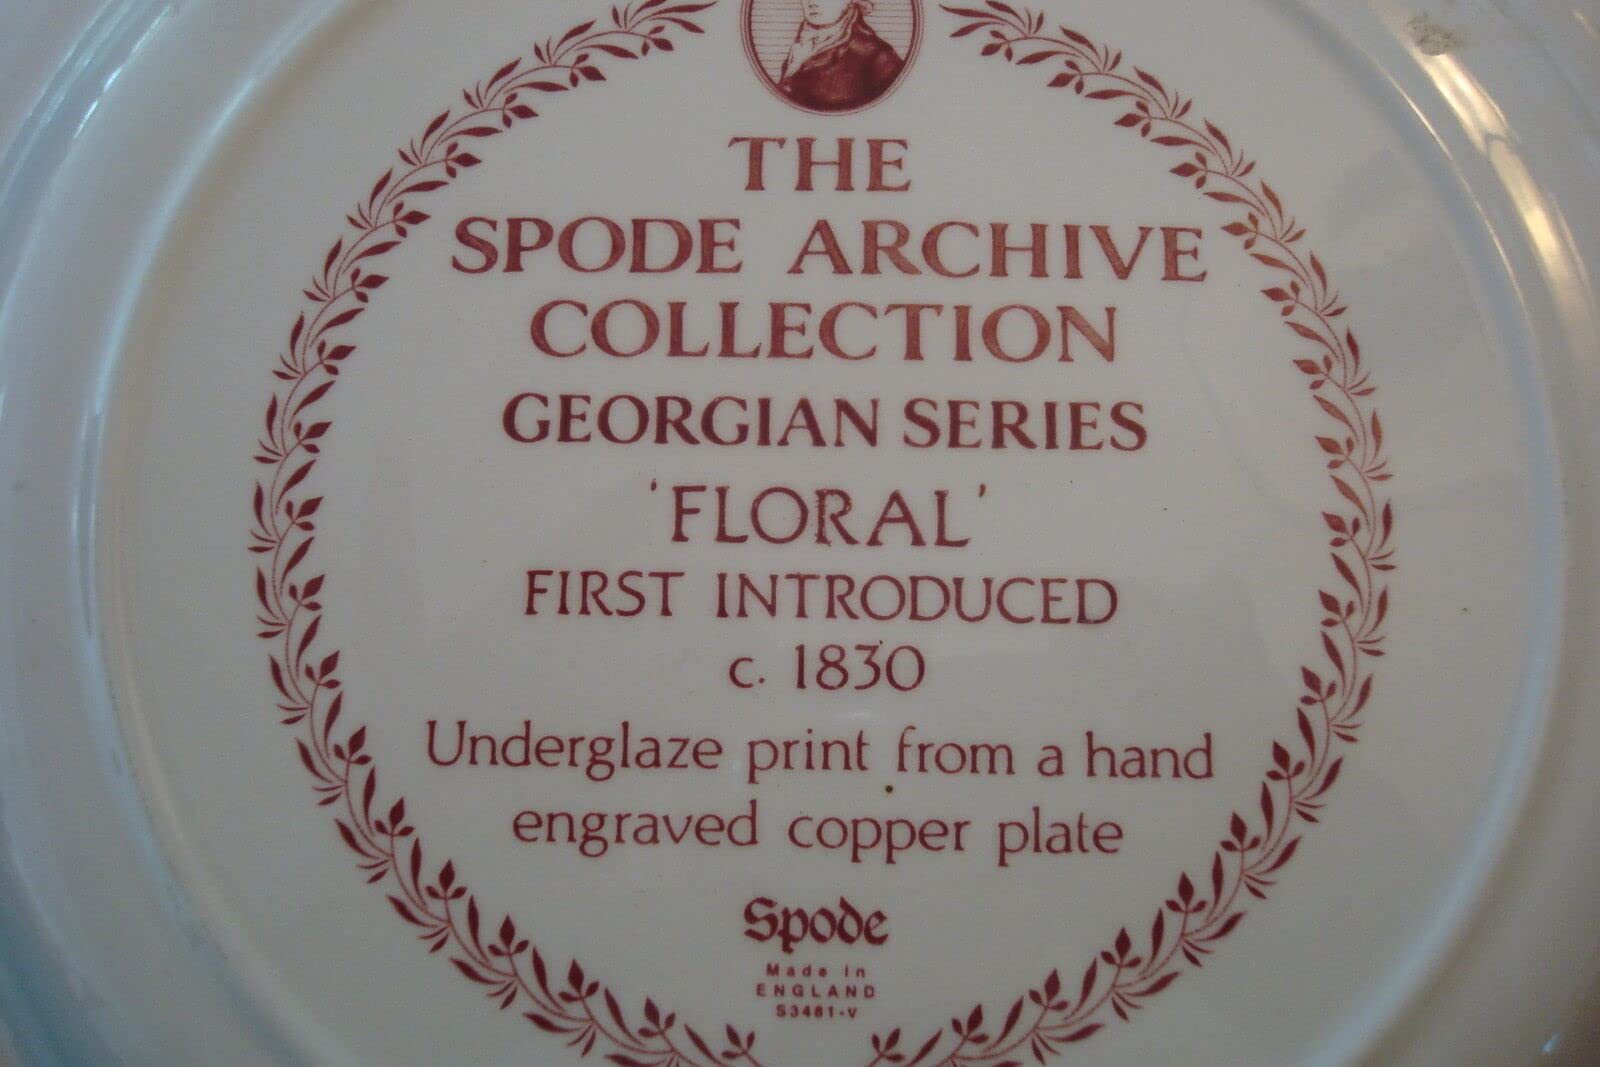 THE
SPODE ARCHIVE
COLLECTION
GEORGIAN SERIES
'FLORAL'
FIRST INTRODUCED
c. 1830
Underglaze print from a hand
engraved copper plate
Spode
Made in
ENGLAND
S3461-V